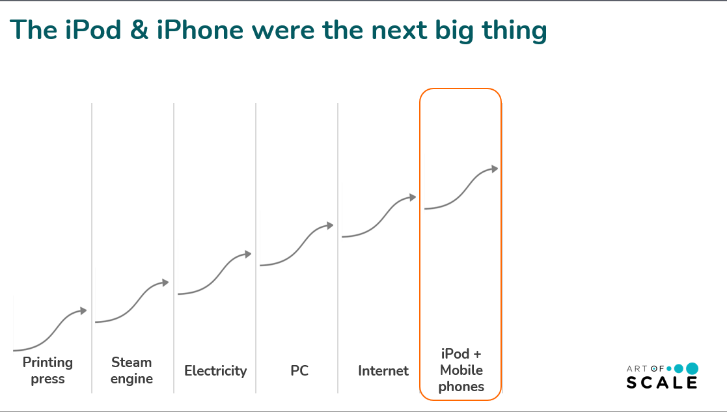 The iPod & iPhone were the next big thing
Printing
press
Steam
engine
Electricity
PC
Internet
iPod +
Mobile
phones
ART OF
SCALE